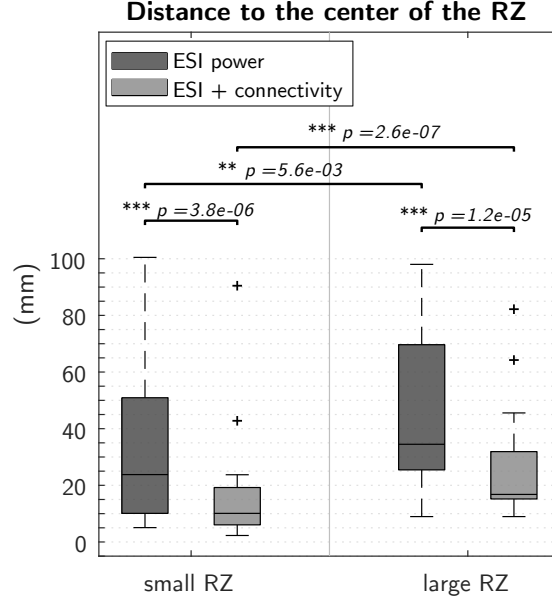 Distance to the center of the RZ
ESI power
ESI + connectivity
*** p =2.6e-07
** p =5.6e-03
*** p =3.8e-06
*** p =1.2e-05
(mm)
100
80
60
40
20
0
small RZ
large RZ